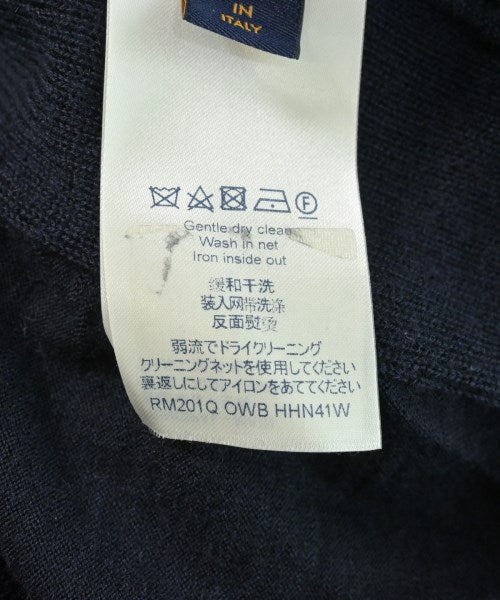 IN
ITALY
F
Gentle dry clean
Wash in net
Iron inside out
缓和干洗
装入网带洗涤
反面熨烫
弱流でドライクリーニング
クリーニングネットを使用してください
裏返しにしてアイロンをあててください
RM201Q OWB HHN41W